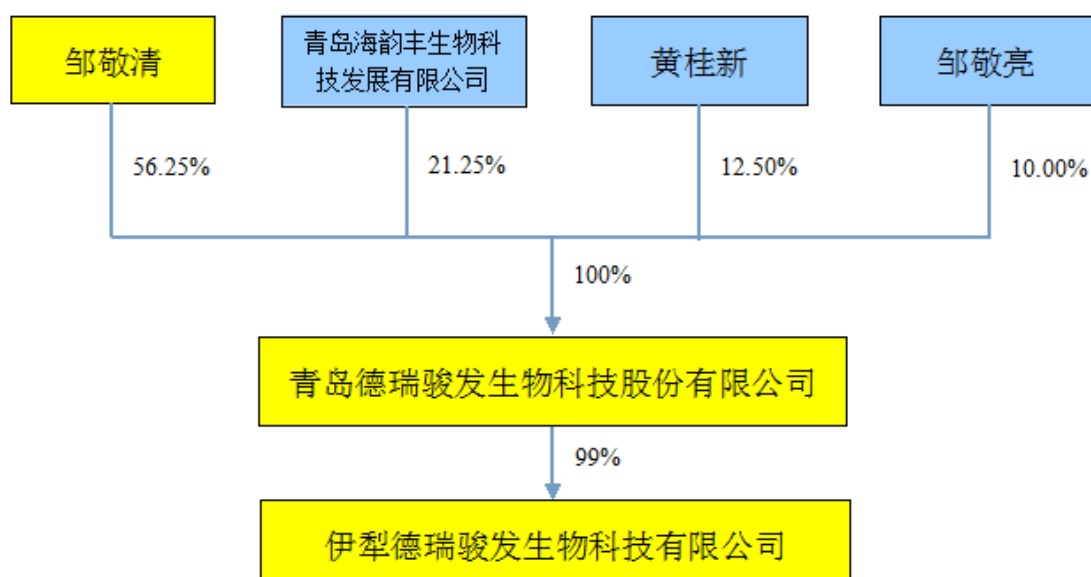 邹敬清
青岛海韵丰生物科
技发展有限公司
黄桂新
邹敬亮
56.25%
21.25%
12.50%
10.00%
100%
青岛德瑞骏发生物科技股份有限公司
99%
伊犁德瑞骏发生物科技有限公司